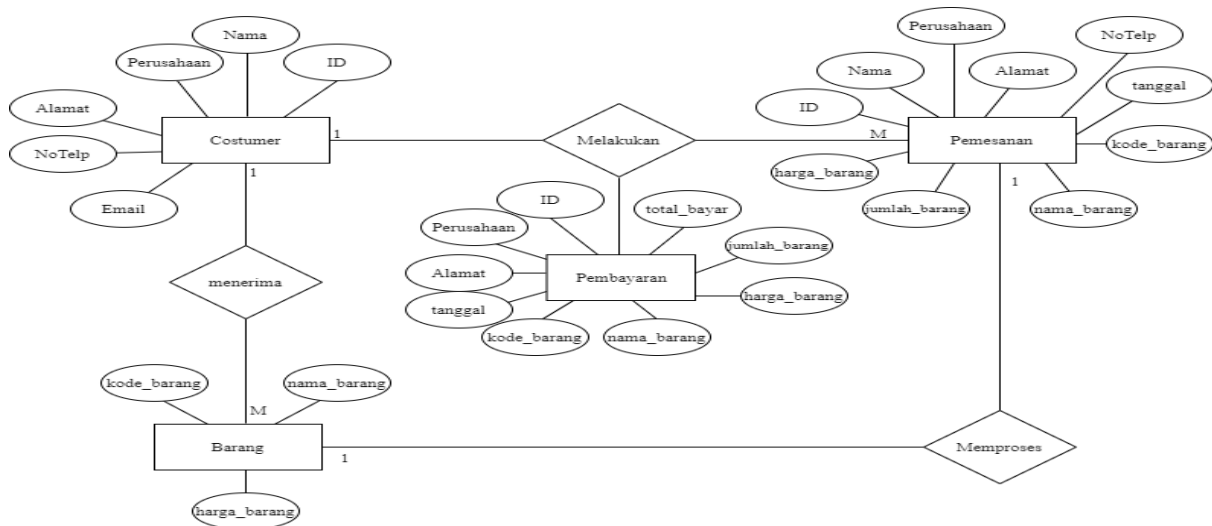 Nama
Perusahaan
ID
Alamat
NoTelp
Email
Costumer
1
1
Melakukan
M
Perusahaan
NoTelp
Nama
Alamat
tanggal
ID
Pemesanan
kode_barang
harga_barang
jumlah_barang
nama_barang
1
ID
total_bayar
Perusahaan
jumlah_barang
Alamat
Pembayaran
tanggal
harga_barang
kode_barang
nama_barang
menerima
kode_barang
nama_barang
M
Barang
1
Memproses
harga_barang